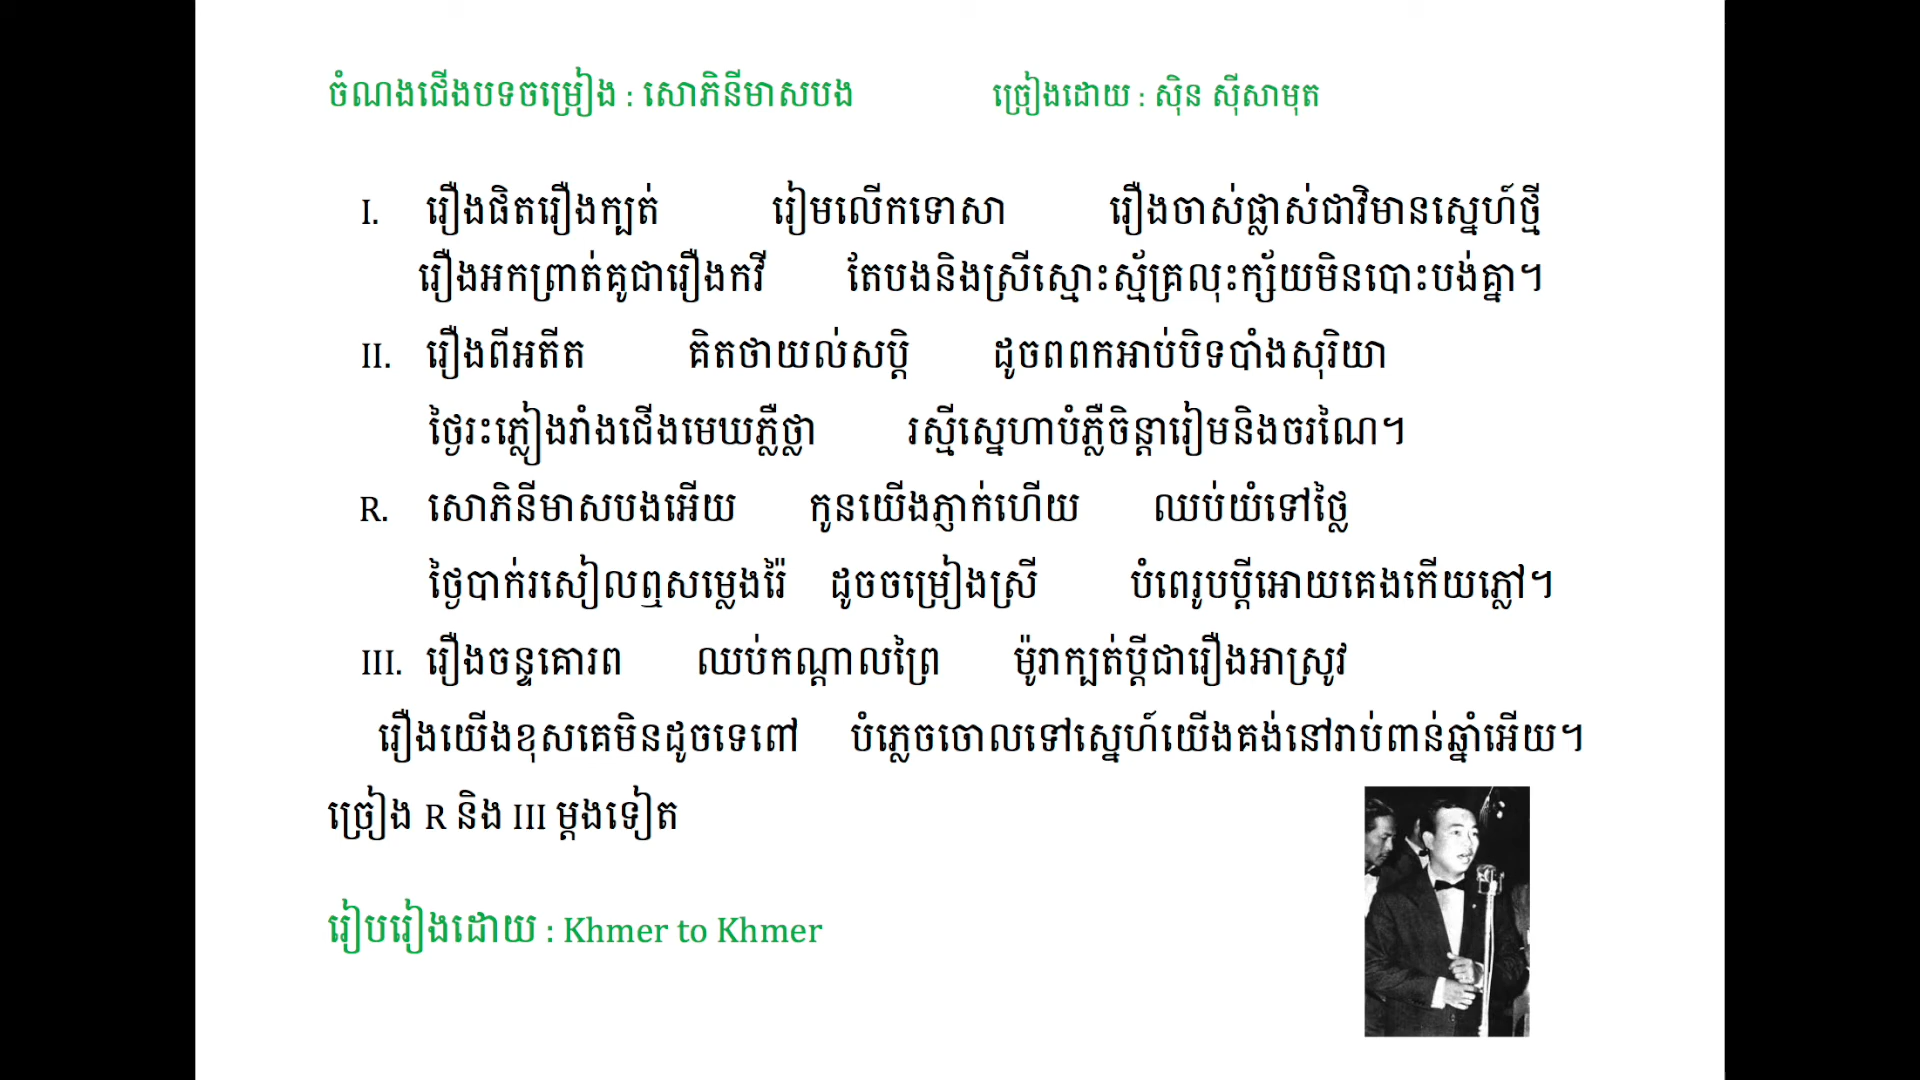 ចំណងជើងបទចម្រៀង : សោភិនីមាសបង ច្រៀងដោយ : ស៊ិន ស៊ីសាមុត
I. រឿងផិតរឿងក្បត់ រៀមលើកទោសា រឿងចាស់ផ្លាស់ជាវិមានស្នេហ៍ថ្មី
រឿងអកព្រាត់គូជារឿងកវី តែបងនិងស្រីស្មោះស្ម័គ្រលុះក្ស័យមិនបោះបង់គ្នា។
II. រឿងពីអតីត គិតថាយល់សប្តិ ដូចពពកអាប់បិទបាំងសុរិយា
ថ្ងៃរះភ្លៀងរាំងជើងមេឃភ្លឺថ្លា រស្មីស្នេហាបំភ្លឺចិន្តារៀមនិងចរណៃ។
R. សោភិនីមាសបងអើយ កូនយើងភ្ញាក់ហើយ ឈប់យំទៅថ្លៃ
ថ្ងៃបាក់រសៀលឮសម្លេងរ៉ៃ ដូចចម្រៀងស្រី បំពេរូបប្តីអោយគេងកើយភ្លៅ។
III. រឿងចន្ទគោរព ឈប់កណ្តាលព្រៃ ម៉ូរាក្បត់ប្តីជារឿងអាស្រូវ
រឿងយើងខុសគេមិនដូចទេពៅ បំភ្លេចចោលទៅស្នេហ៍យើងគង់នៅរាប់ពាន់ឆ្នាំអើយ។
ច្រៀង R និង III ម្តងទៀត
រៀបរៀងដោយ : Khmer to Khmer